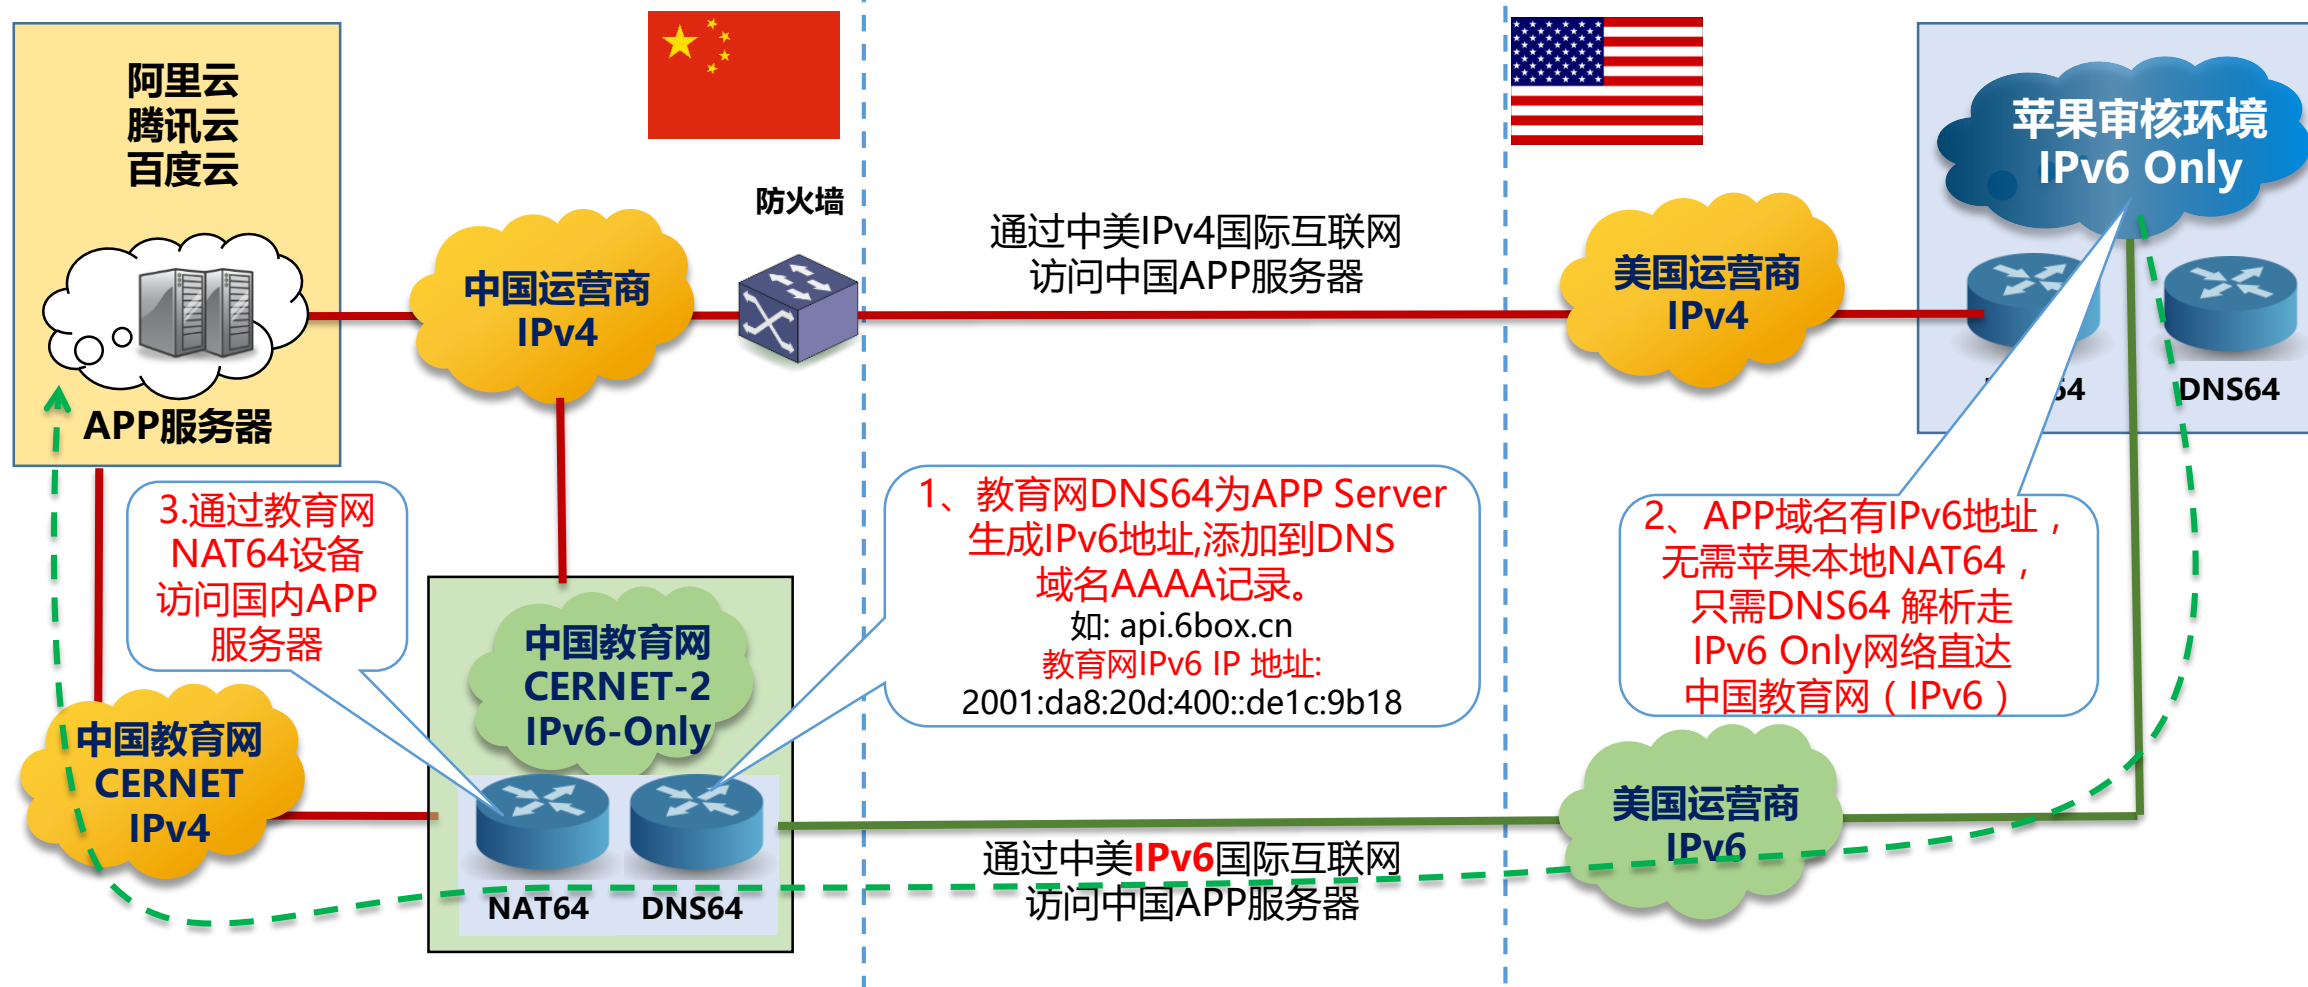 阿里云
腾讯云
百度云
APP服务器
中国运营商
IPv4
防火墙
通过中美IPv4国际互联网
访问中国APP服务器
美国运营商
IPv4
苹果审核环境
IPv6 Only
64
DNS64
3.通过教育网
NAT64设备
访问国内APP
服务器
1、教育网DNS64为APP Server
生成IPv6地址,添加到DNS
域名AAAA记录。
如: api.6box.cn
教育网IPv6 IP 地址:
2001:da8:20d:400::de1c:9b18
2、APP域名有IPv6地址，
无需苹果本地NAT64，
只需DNS64 解析走
IPv6 Only网络直达
中国教育网（IPv6）
中国教育网
CERNET
IPv4
中国教育网
CERNET-2
IPv6-Only
NAT64
DNS64
通过中美IPv6国际互联网
访问中国APP服务器
美国运营商
IPv6